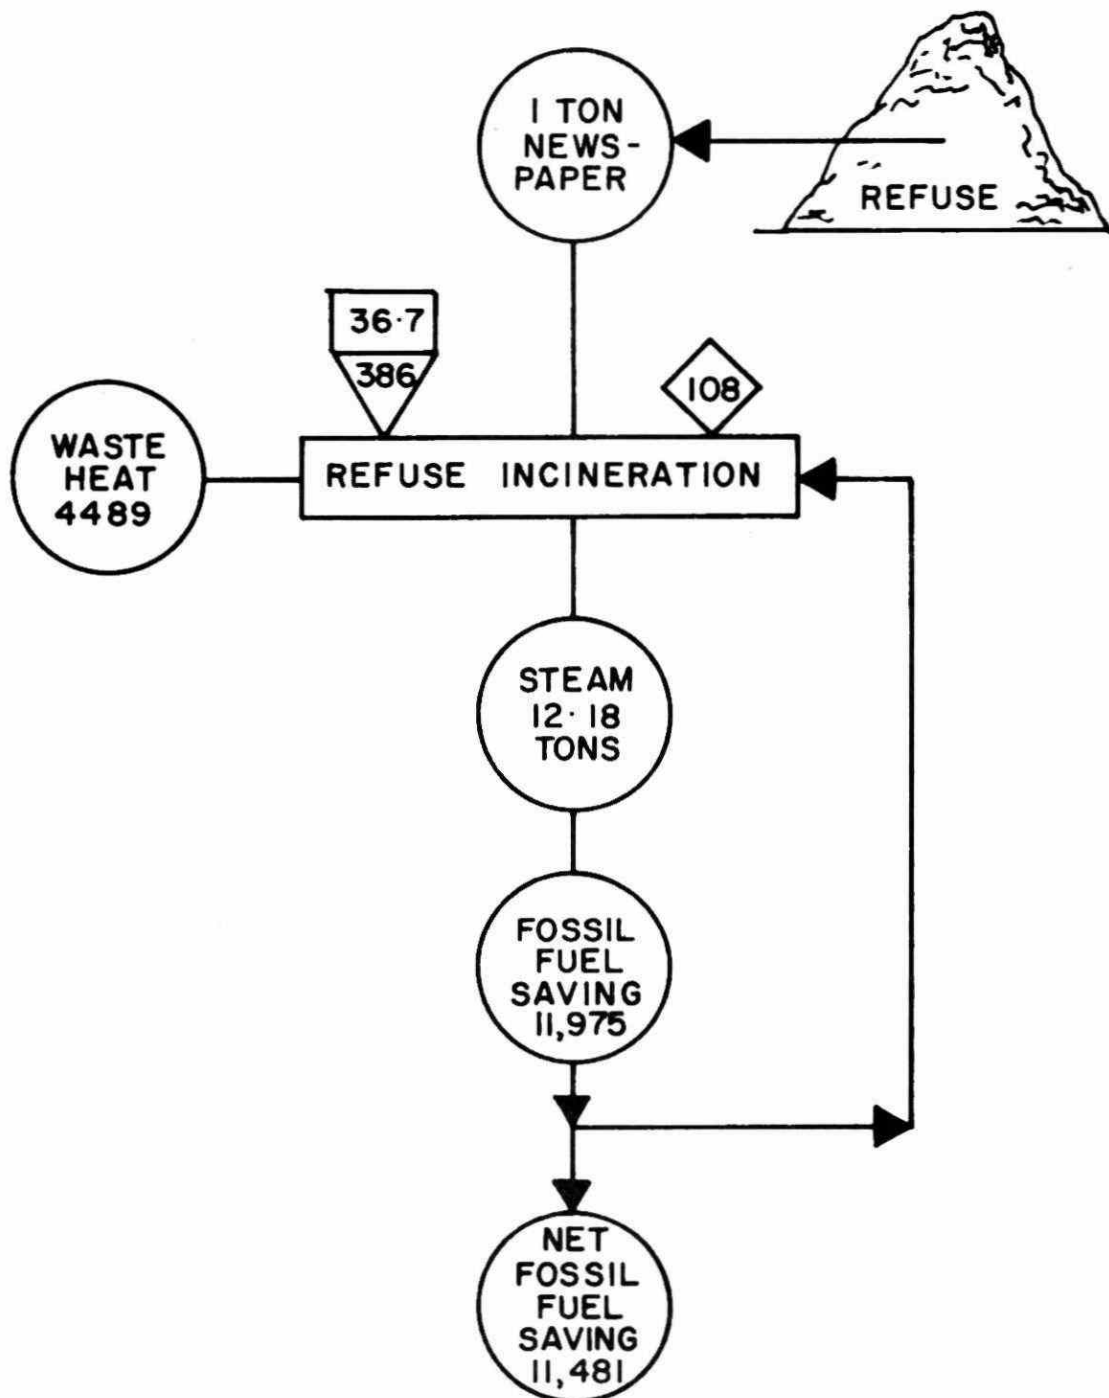 1 TON
NEWS-
PAPER
REFUSE
36·7
386
108
WASTE
HEAT
4489
REFUSE INCINERATION
STEAM
12·18
TONS
FOSSIL
FUEL
SAVING
11,975
NET
FOSSIL
FUEL
SAVING
11,481